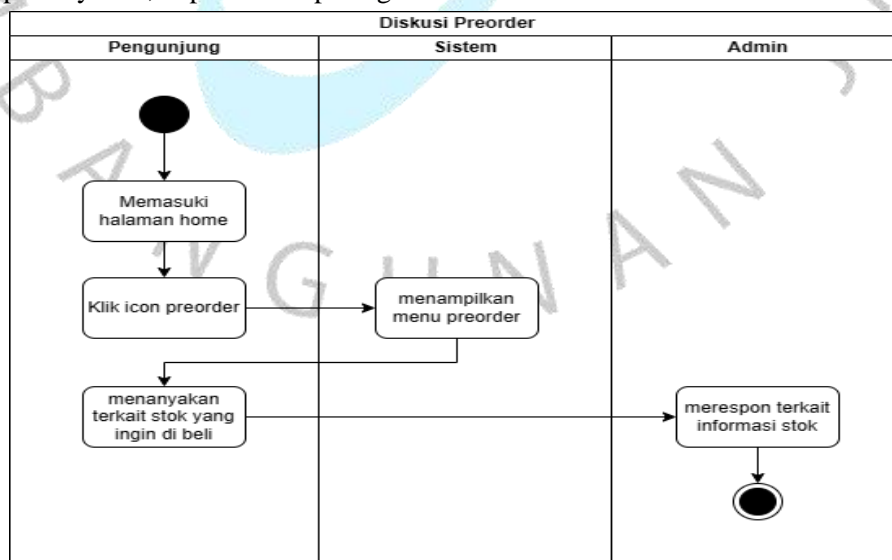 Diskusi Preorder
Pengunjung
Sistem
Admin
Memasuki
halaman home
Klik icon preorder
menampilkan
menu preorder
menanyakan
terkait stok yang
ingin di beli
merespon terkait
informasi stok
B A N G U N A N J